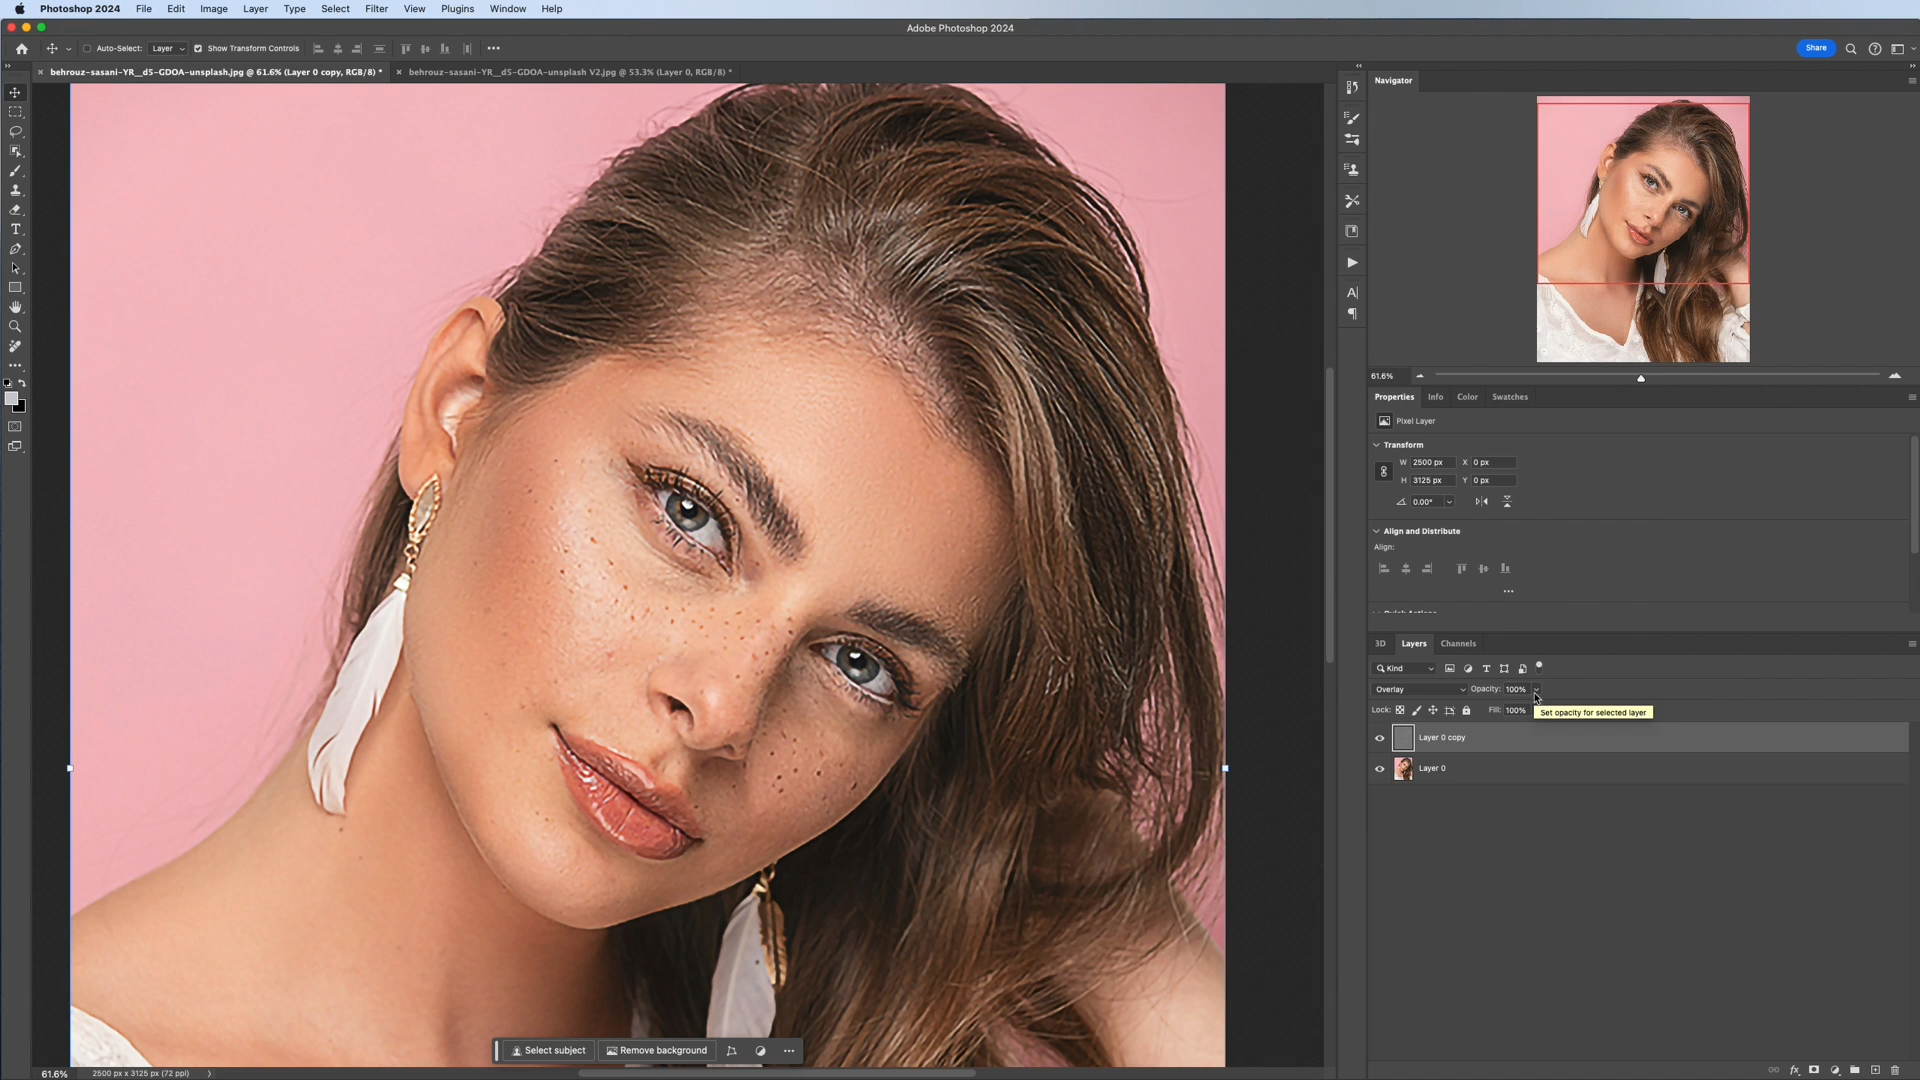 Photoshop 2024 File Edit Image Layer Type Select Filter View Plugins Window Help
Adobe Photoshop 2024
Auto-Select: Layer Show Transform Controls
Share
behrouz-sasani-YR__d5-GDOA-unsplash.jpg @ 61.6% (Layer 0 copy, RGB/8) *
behrouz-sasani-YR__d5-GDOA-unsplash V2.jpg @ 53.3% (Layer 0, RGB/8) *
Navigator
61.6%
Properties Info Color Swatches
Pixel Layer
Transform
W 2500 px X 0 px
H 3125 px Y 0 px
0.00°
Align and Distribute
Align:
3D Layers Channels
Kind
Overlay Opacity: 100%
Lock: Fill: 100%
Set opacity for selected layer
Layer 0 copy
Layer 0
Select subject Remove background
61.6% 2500 px x 3125 px (72 ppi)